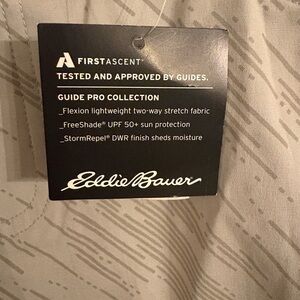 FIRSTASCENT®
TESTED AND APPROVED BY GUIDES.
GUIDE PRO COLLECTION
_Flexion lightweight two-way stretch fabric
_FreeShade® UPF 50+ sun protection
_StormRepel® DWR finish sheds moisture
Eddie Bauer